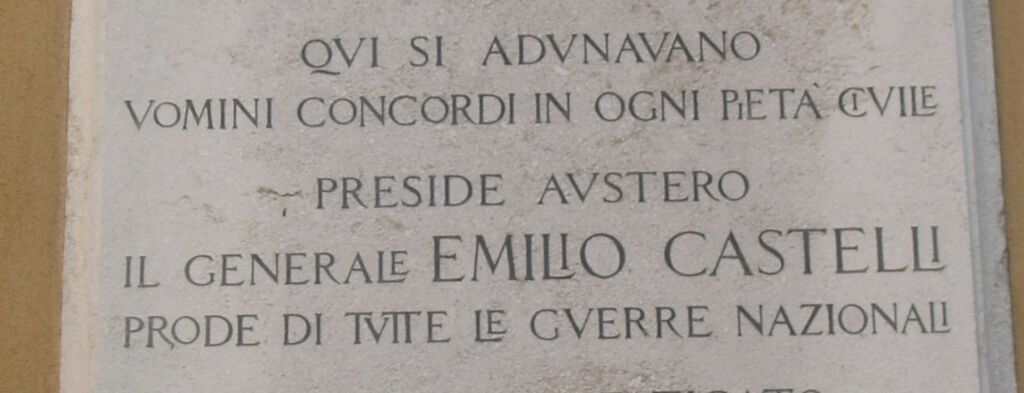 QVI SI ADVNAVANO
VOMINI CONCORDI IN OGNI PIETÀ CIVILE
PRESIDE AVSTERO
IL GENERALE EMILIO CASTELLI
PRODE DI TVTTE LE GVERRE NAZIONALI